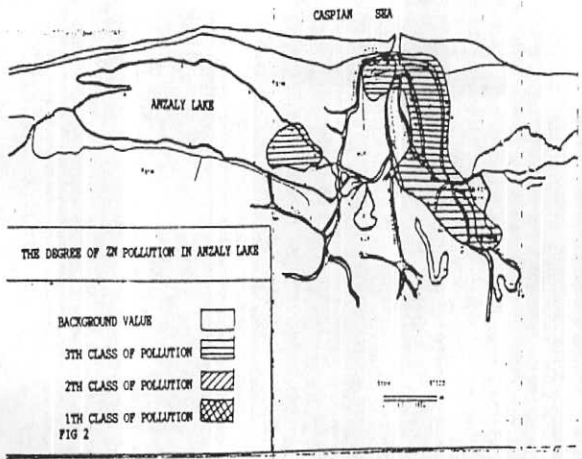 CASPIAN SEA
ANZALY LAKE
THE DEGREE OF ZN POLLUTION IN ANZALY LAKE
BACKGROUND VALUE
3TH CLASS OF POLLUTION
2TH CLASS OF POLLUTION
1TH CLASS OF POLLUTION
FIG 2